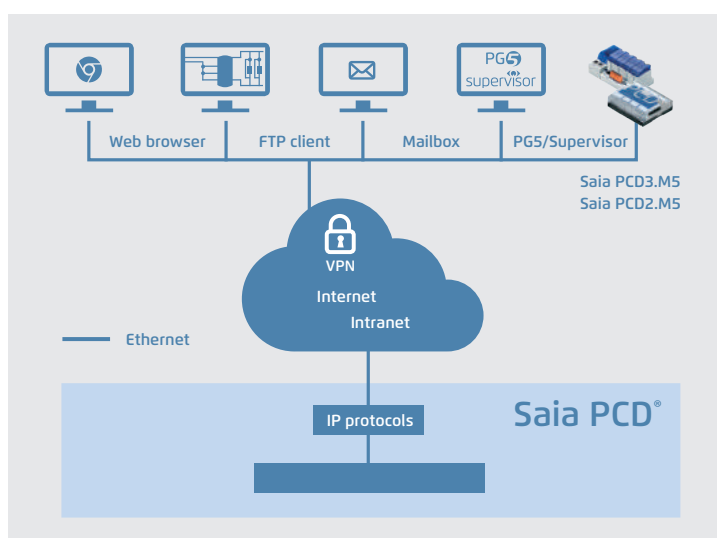 PG5
supervisor
Web browser
FTP client
Mailbox
PG5/Supervisor
Saia PCD3.M5
Saia PCD2.M5
VPN
Internet
Intranet
Ethernet
IP protocols
Saia PCD®